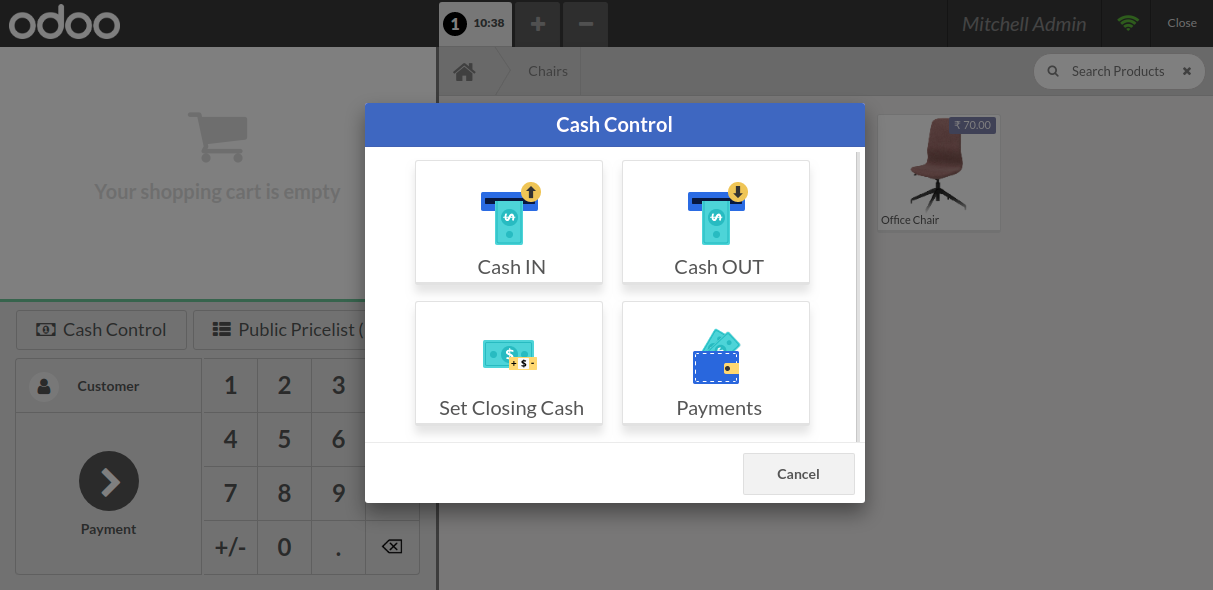 odoo
1 10:38 + −
Mitchell Admin
Close
Chairs
Search Products ×
Your shopping cart is empty
₹ 70.00
Office Chair
Cash Control
Cash IN
Cash OUT
Set Closing Cash
Payments
Cancel
Cash Control
Public Pricelist (
Customer
Payment
1 2 3
4 5 6
7 8 9
+/- 0 .